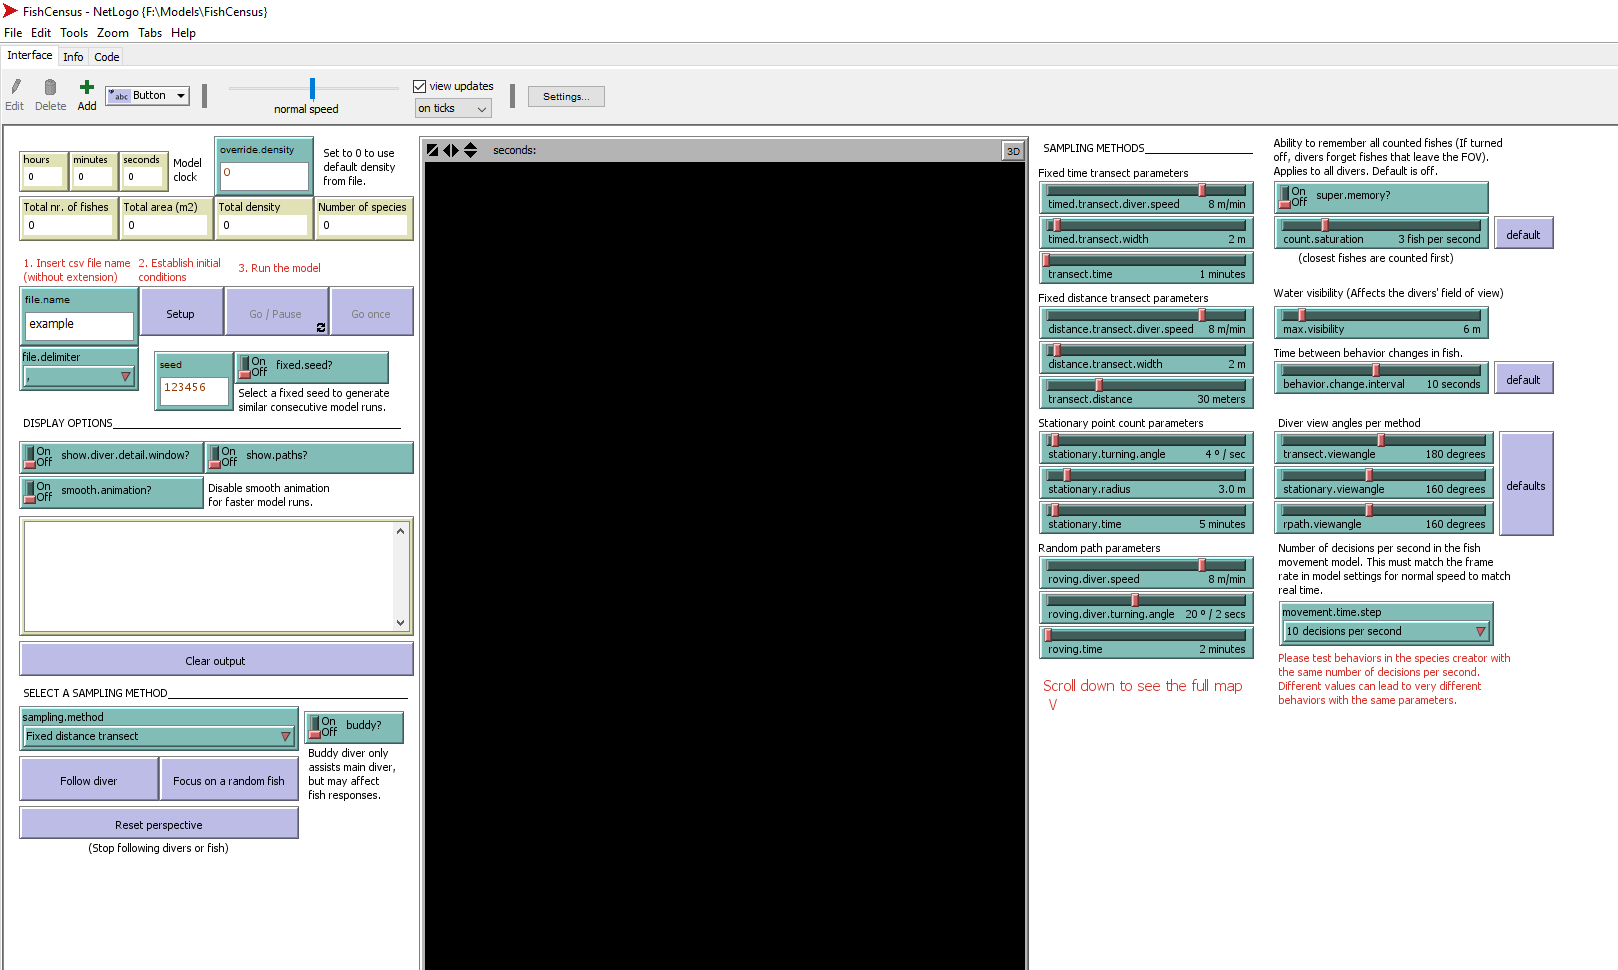 FishCensus - NetLogo {F:\Models\FishCensus}
File Edit Tools Zoom Tabs Help
Interface Info Code
Edit Delete Add abc Button normal speed view updates on ticks Settings...
hours 0 minutes 0 seconds 0
Model
clock
override.density
0
Set to 0 to use
default density
from file.
Total nr. of fishes Total area (m2) Total density Number of species
0 0 0 0
1. Insert csv file name
(without extension)
2. Establish initial
conditions
3. Run the model
file.name
example
Setup Go / Pause Go once
file.delimiter
,
seed
123456
On
Off
fixed.seed?
Select a fixed seed to generate
similar consecutive model runs.
DISPLAY OPTIONS
On
Off
show.diver.detail.window?
On
Off
show.paths?
On
Off
smooth.animation?
Disable smooth animation
for faster model runs.
Clear output
SELECT A SAMPLING METHOD
sampling.method
Fixed distance transect
On
Off
buddy?
Buddy diver only
assists main diver,
but may affect
fish responses.
Follow diver Focus on a random fish
Reset perspective
(Stop following divers or fish)
seconds: 3D
SAMPLING METHODS
Fixed time transect parameters
timed.transect.diver.speed 8 m/min
timed.transect.width 2 m
transect.time 1 minutes
Fixed distance transect parameters
distance.transect.diver.speed 8 m/min
distance.transect.width 2 m
transect.distance 30 meters
Stationary point count parameters
stationary.turning.angle 4 º / sec
stationary.radius 3.0 m
stationary.time 5 minutes
Random path parameters
roving.diver.speed 8 m/min
roving.diver.turning.angle 20 º / 2 secs
roving.time 2 minutes
Scroll down to see the full map
V
Ability to remember all counted fishes (If turned
off, divers forget fishes that leave the FOV).
Applies to all divers. Default is off.
On
Off
super.memory?
count.saturation 3 fish per second default
(closest fishes are counted first)
Water visibility (Affects the divers' field of view)
max.visibility 6 m
Time between behavior changes in fish.
behavior.change.interval 10 seconds default
Diver view angles per method
transect.viewangle 180 degrees
stationary.viewangle 160 degrees
rpath.viewangle 160 degrees
defaults
Number of decisions per second in the fish
movement model. This must match the frame
rate in model settings for normal speed to match
real time.
movement.time.step
10 decisions per second
Please test behaviors in the species creator with
the same number of decisions per second.
Different values can lead to very different
behaviors with the same parameters.